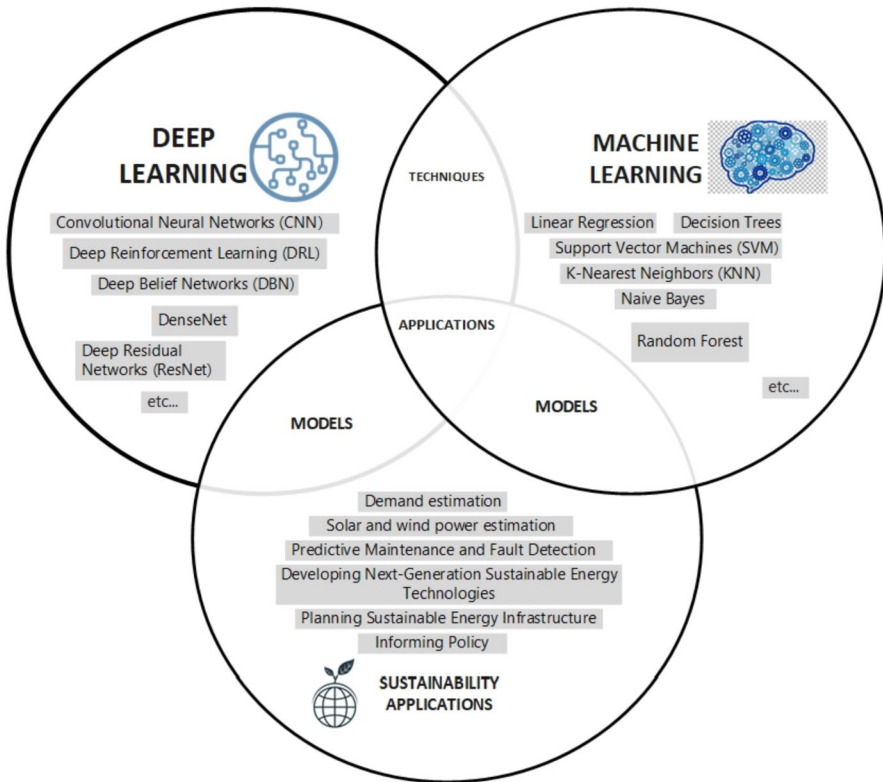 DEEP
LEARNING
Convolutional Neural Networks (CNN)
Deep Reinforcement Learning (DRL)
Deep Belief Networks (DBN)
DenseNet
Deep Residual
Networks (ResNet)
etc...
TECHNIQUES
MACHINE
LEARNING
Linear Regression
Decision Trees
Support Vector Machines (SVM)
K-Nearest Neighbors (KNN)
Naive Bayes
Random Forest
etc...
APPLICATIONS
MODELS
MODELS
Demand estimation
Solar and wind power estimation
Predictive Maintenance and Fault Detection
Developing Next-Generation Sustainable Energy
Technologies
Planning Sustainable Energy Infrastructure
Informing Policy
SUSTAINABILITY
APPLICATIONS